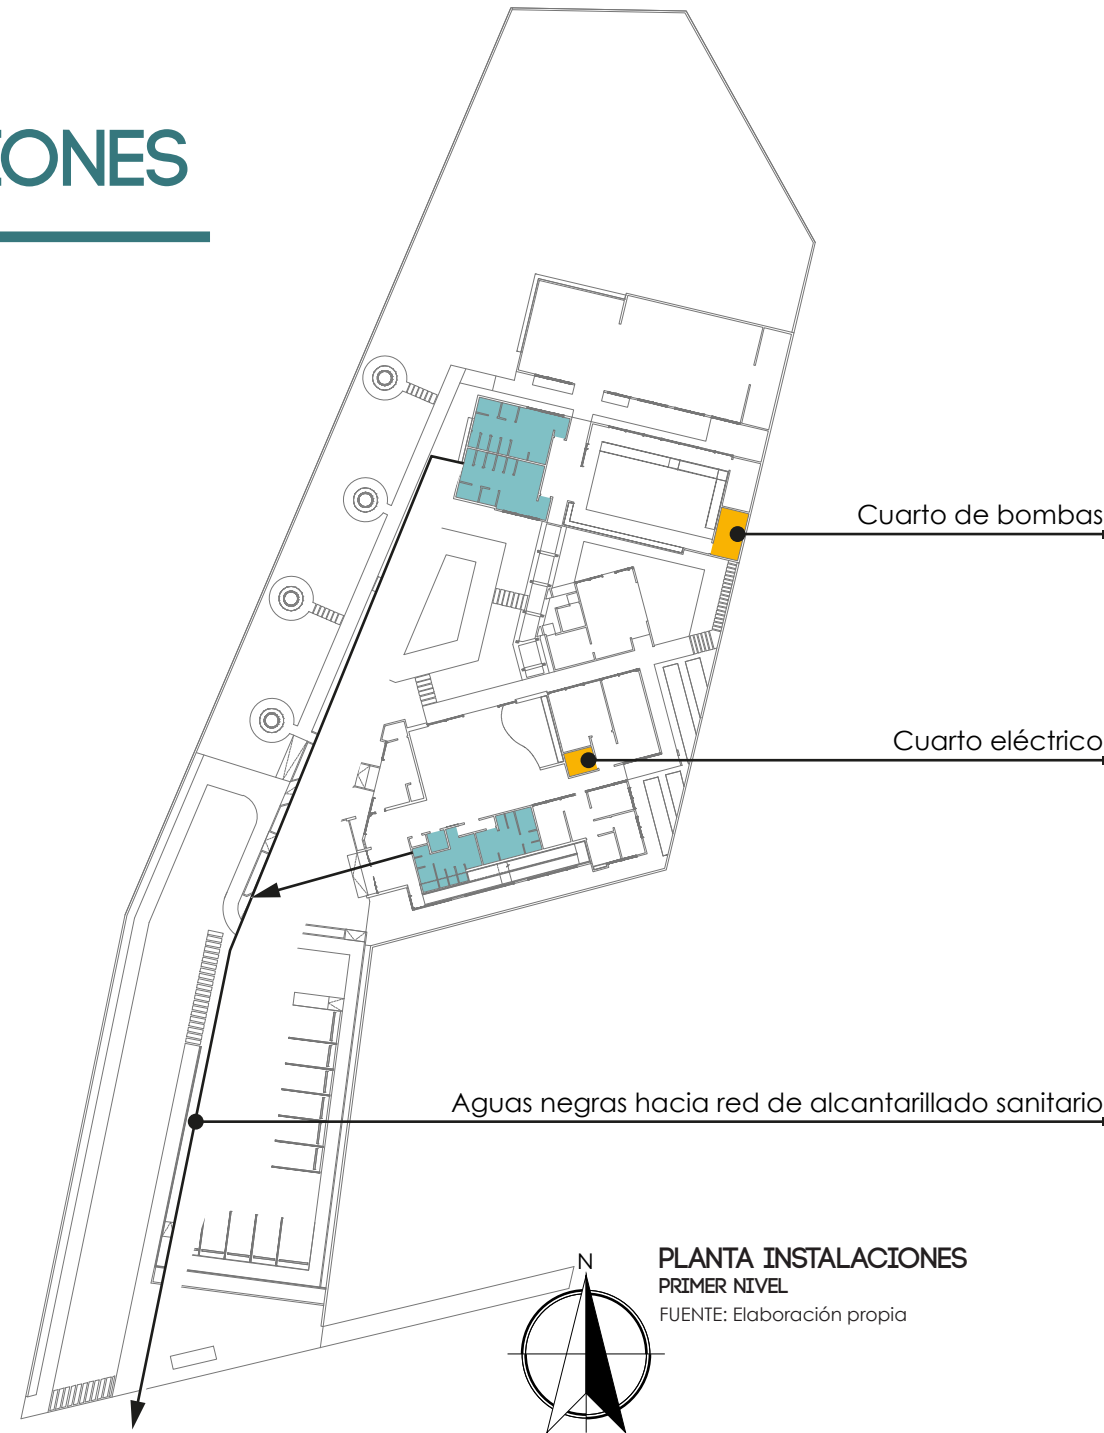 IONES
Cuarto de bombas
Cuarto eléctrico
Aguas negras hacia red de alcantarillado sanitario
N
PLANTA INSTALACIONES
PRIMER NIVEL
FUENTE: Elaboración propia